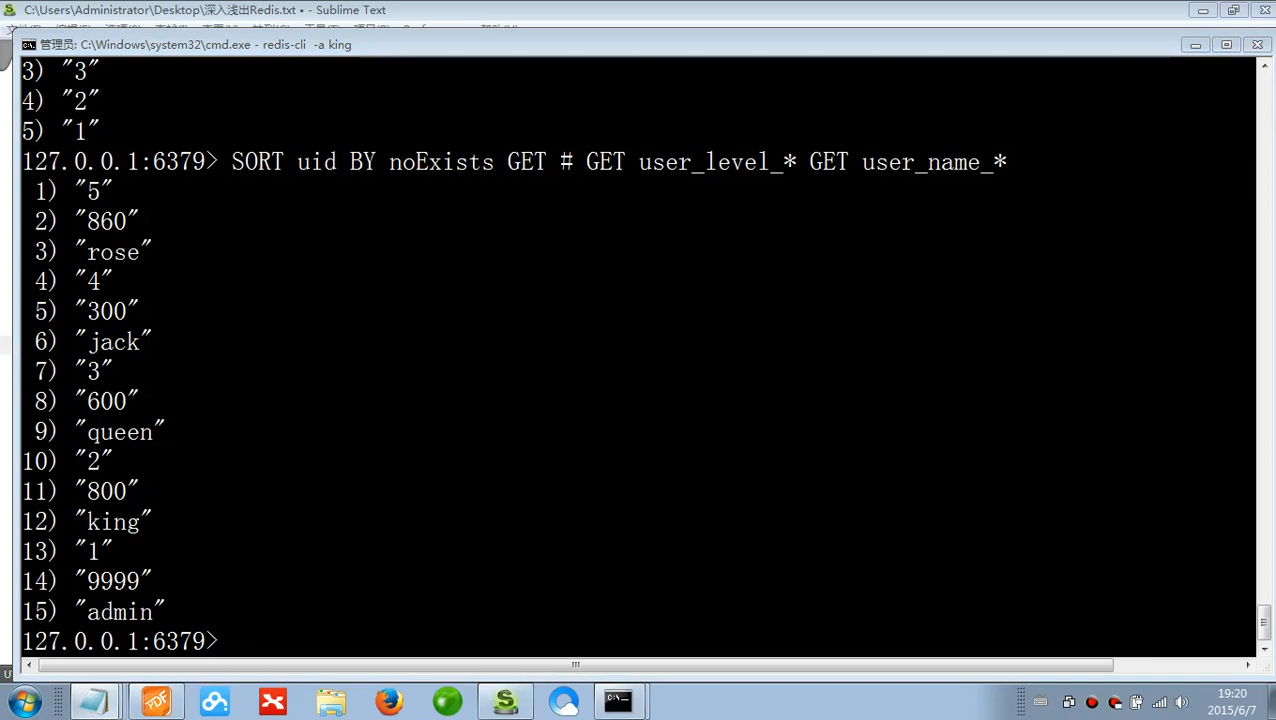 C:\Users\Administrator\Desktop\深入浅出Redis.txt • - Sublime Text
管理员: C:\Windows\system32\cmd.exe - redis-cli  -a king
3) "3"
4) "2"
5) "1"
127.0.0.1:6379> SORT uid BY noExists GET # GET user_level_* GET user_name_*
1) "5"
2) "860"
3) "rose"
4) "4"
5) "300"
6) "jack"
7) "3"
8) "600"
9) "queen"
10) "2"
11) "800"
12) "king"
13) "1"
14) "9999"
15) "admin"
127.0.0.1:6379>
PDF
19:20
2015/6/7